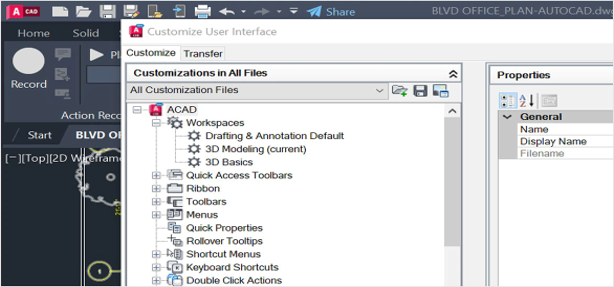 A CAD Share BLVD OFFICE_PLAN-AUTOCAD.dw
Customize User Interface
Home Solid
Customize Transfer
Record
Customizations in All Files
All Customization Files
Action Reco
Start BLVD OF
[−][Top][2D Wirefram
ACAD
Workspaces
Drafting & Annotation Default
3D Modeling (current)
3D Basics
Quick Access Toolbars
Ribbon
Toolbars
Menus
Quick Properties
Rollover Tooltips
Shortcut Menus
Keyboard Shortcuts
Double Click Actions
Properties
General
Name
Display Name
Filename